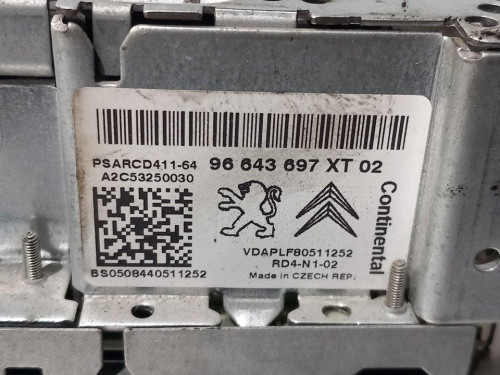 PSARCD411-64 96 643 697 XT 02
A2C53250030
Continental
VDAPLF80511252
RD4-N1-02
BS0508440511252
Made in CZECH REP.